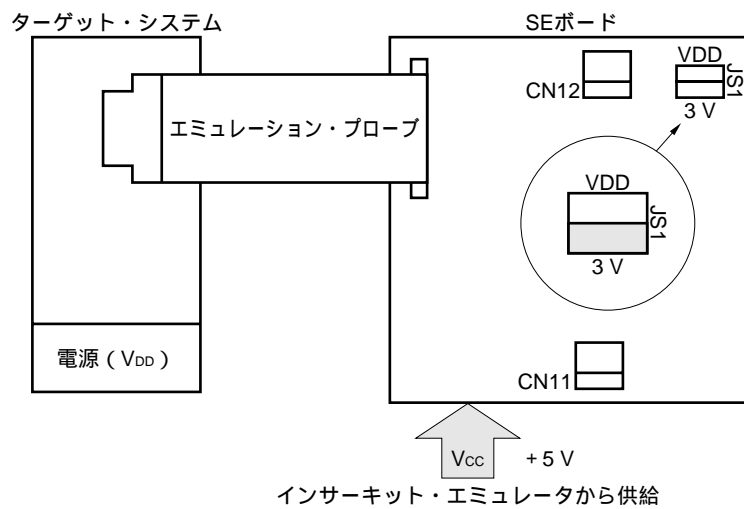 ターゲット・システム
SEボード
VDD
JS1
CN12
3 V
エミュレーション・プローブ
VDD
JS1
3 V
電源（VDD）
CN11
VCC
+5 V
インサーキット・エミュレータから供給